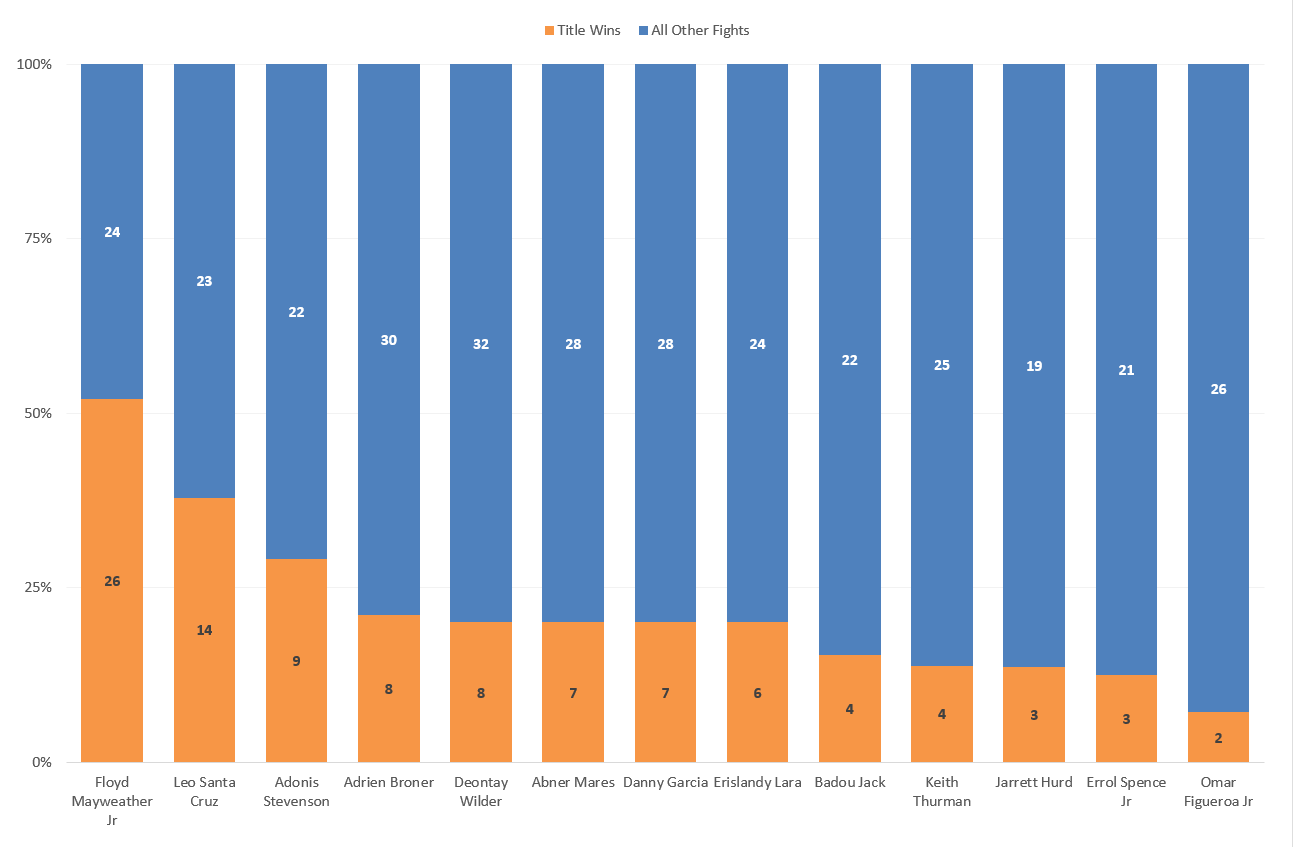 Title Wins All Other Fights
100%
75%
50%
25%
0%
24 23 22 30 32 28 28 24 22 25 19 21 26
26 14 9 8 8 7 7 6 4 4 3 3 2
Floyd Mayweather Jr
Leo Santa Cruz
Adonis Stevenson
Adrien Broner
Deontay Wilder
Abner Mares
Danny Garcia
Erislandy Lara
Badou Jack
Keith Thurman
Jarrett Hurd
Errol Spence Jr
Omar Figueroa Jr